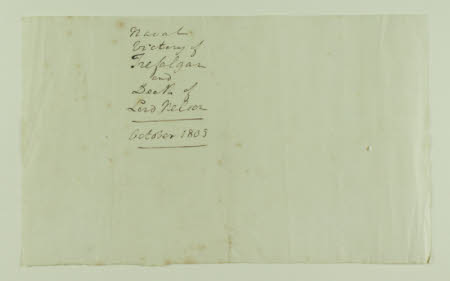 Naval
Victory of
Trafalgar
and
Death of
Lord Nelson
October 1805